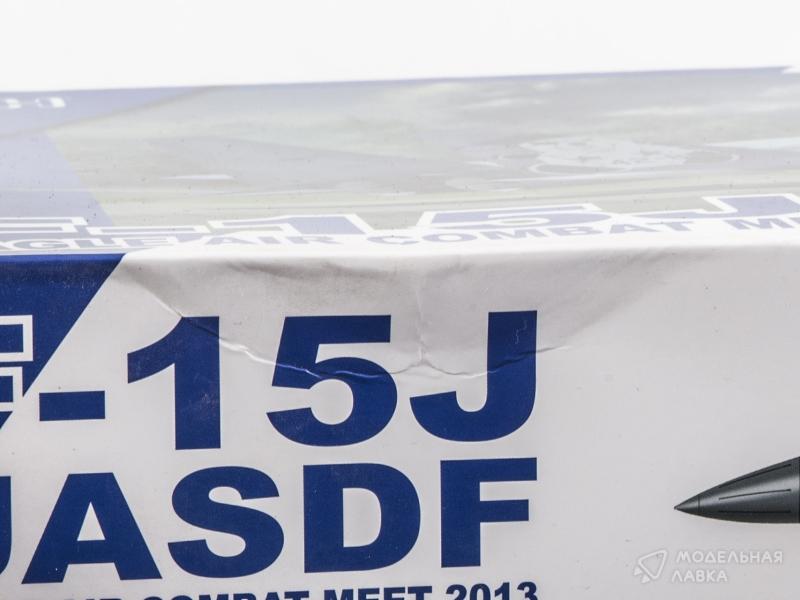 F-15J
EAGLE AIR COMBAT ME
F-15J
JASDF
AIR COMBAT MEET 2013
МОДЕЛЬНАЯ
ЛАВКА